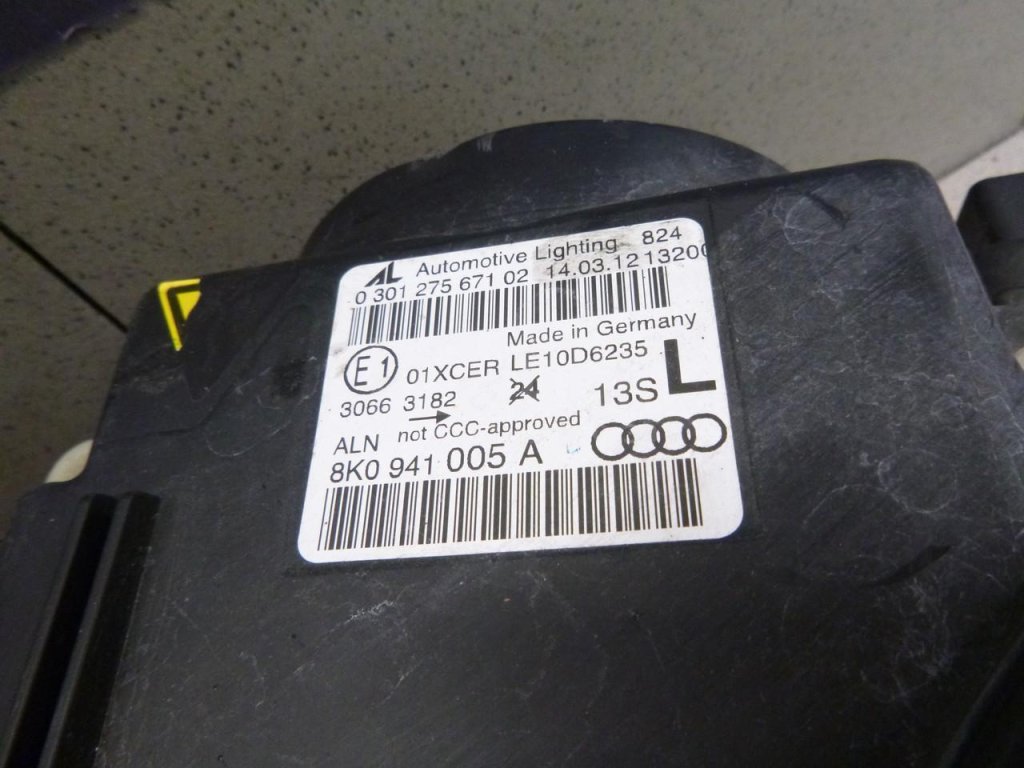 AL Automotive Lighting 824
0 301 275 671 02 14.03.12 13200
Made in Germany
E1 01XCER LE10D6235 L
3066 3182 24 13S
ALN not CCC-approved
8K0 941 005 A